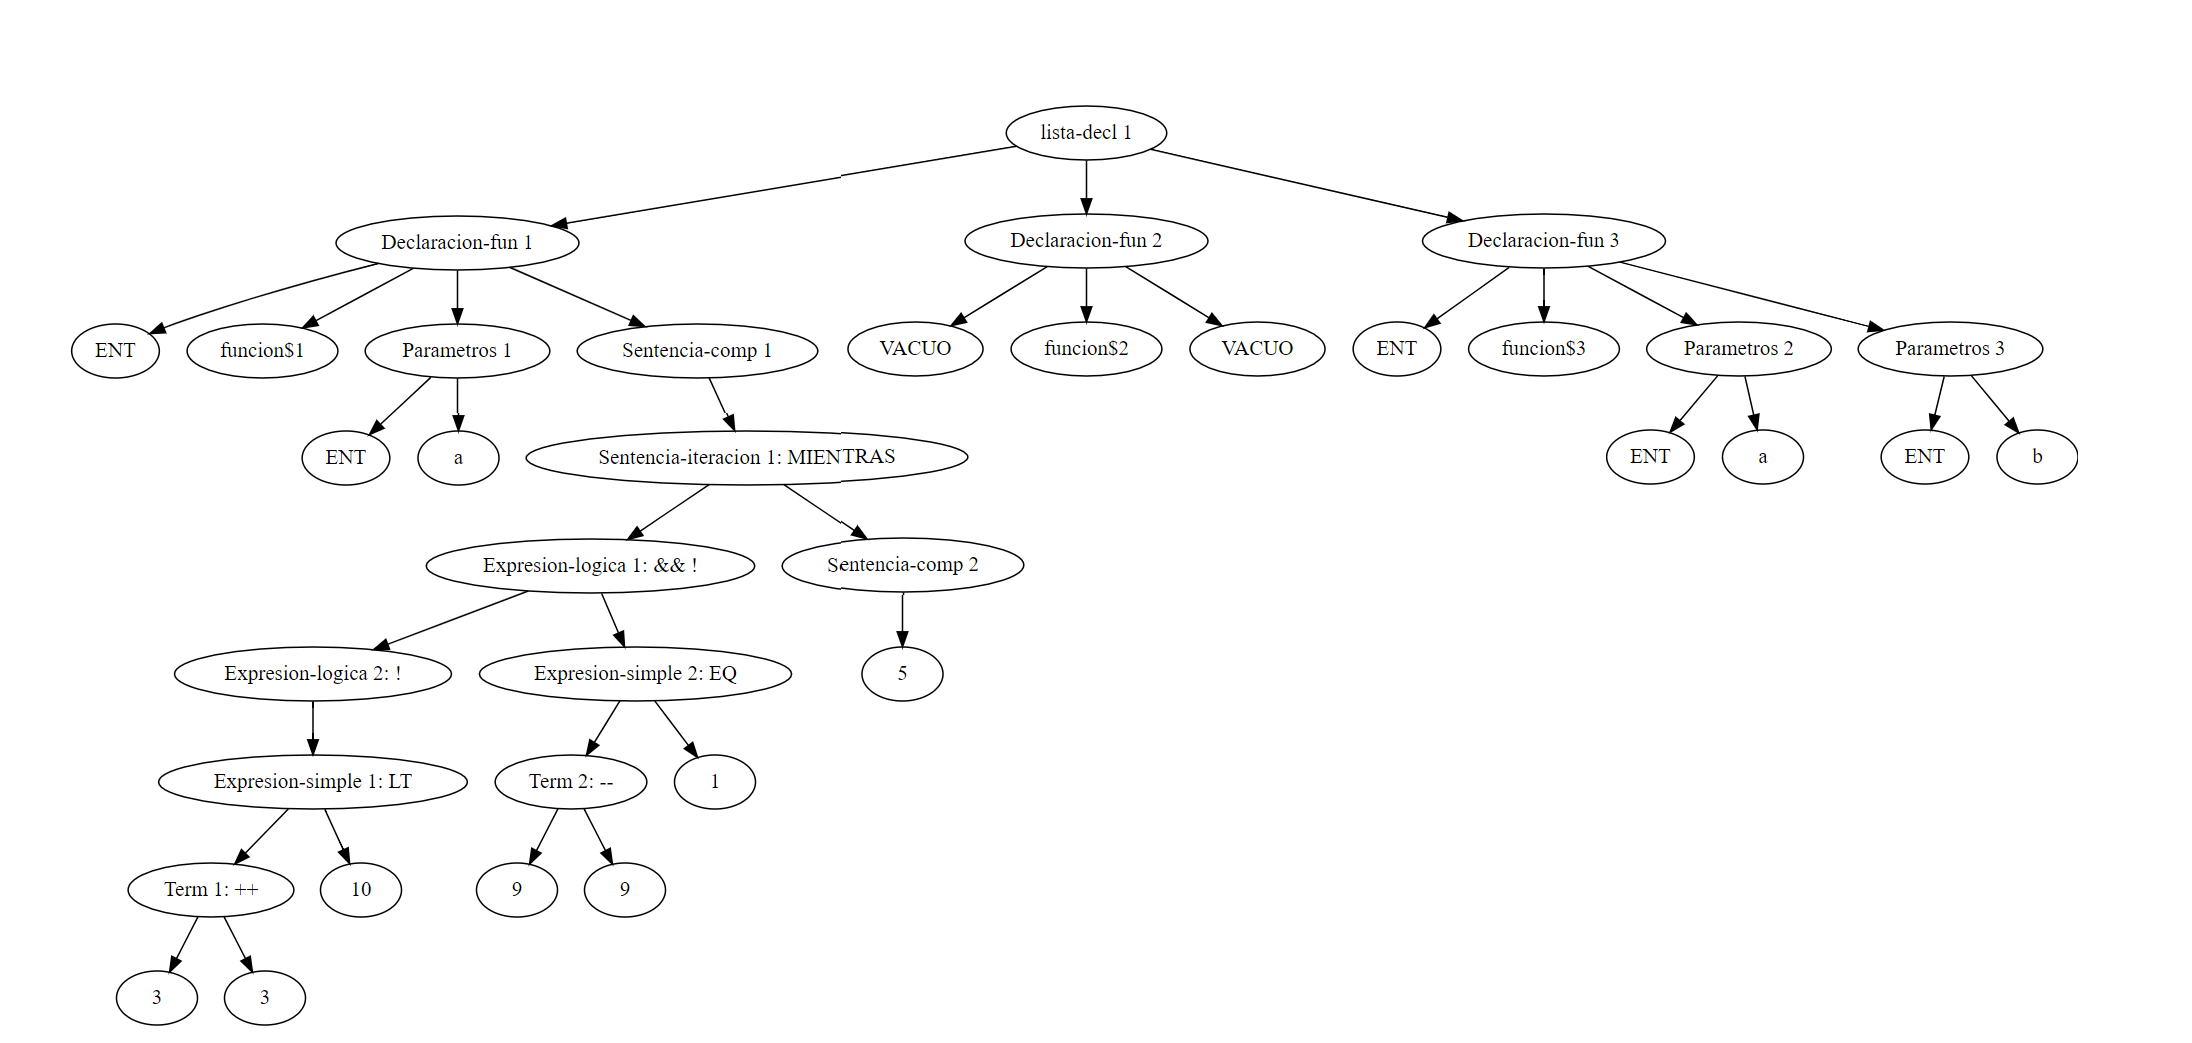 lista-decl 1
Declaracion-fun 1
Declaracion-fun 2
Declaracion-fun 3
ENT
funcion$1
Parametros 1
Sentencia-comp 1
VACUO
funcion$2
VACUO
ENT
funcion$3
Parametros 2
Parametros 3
ENT
a
Sentencia-iteracion 1: MIENTRAS
ENT
a
ENT
b
Expresion-logica 1: && !
Sentencia-comp 2
Expresion-logica 2: !
Expresion-simple 2: EQ
5
Expresion-simple 1: LT
Term 2: --
1
Term 1: ++
10
9
9
3
3